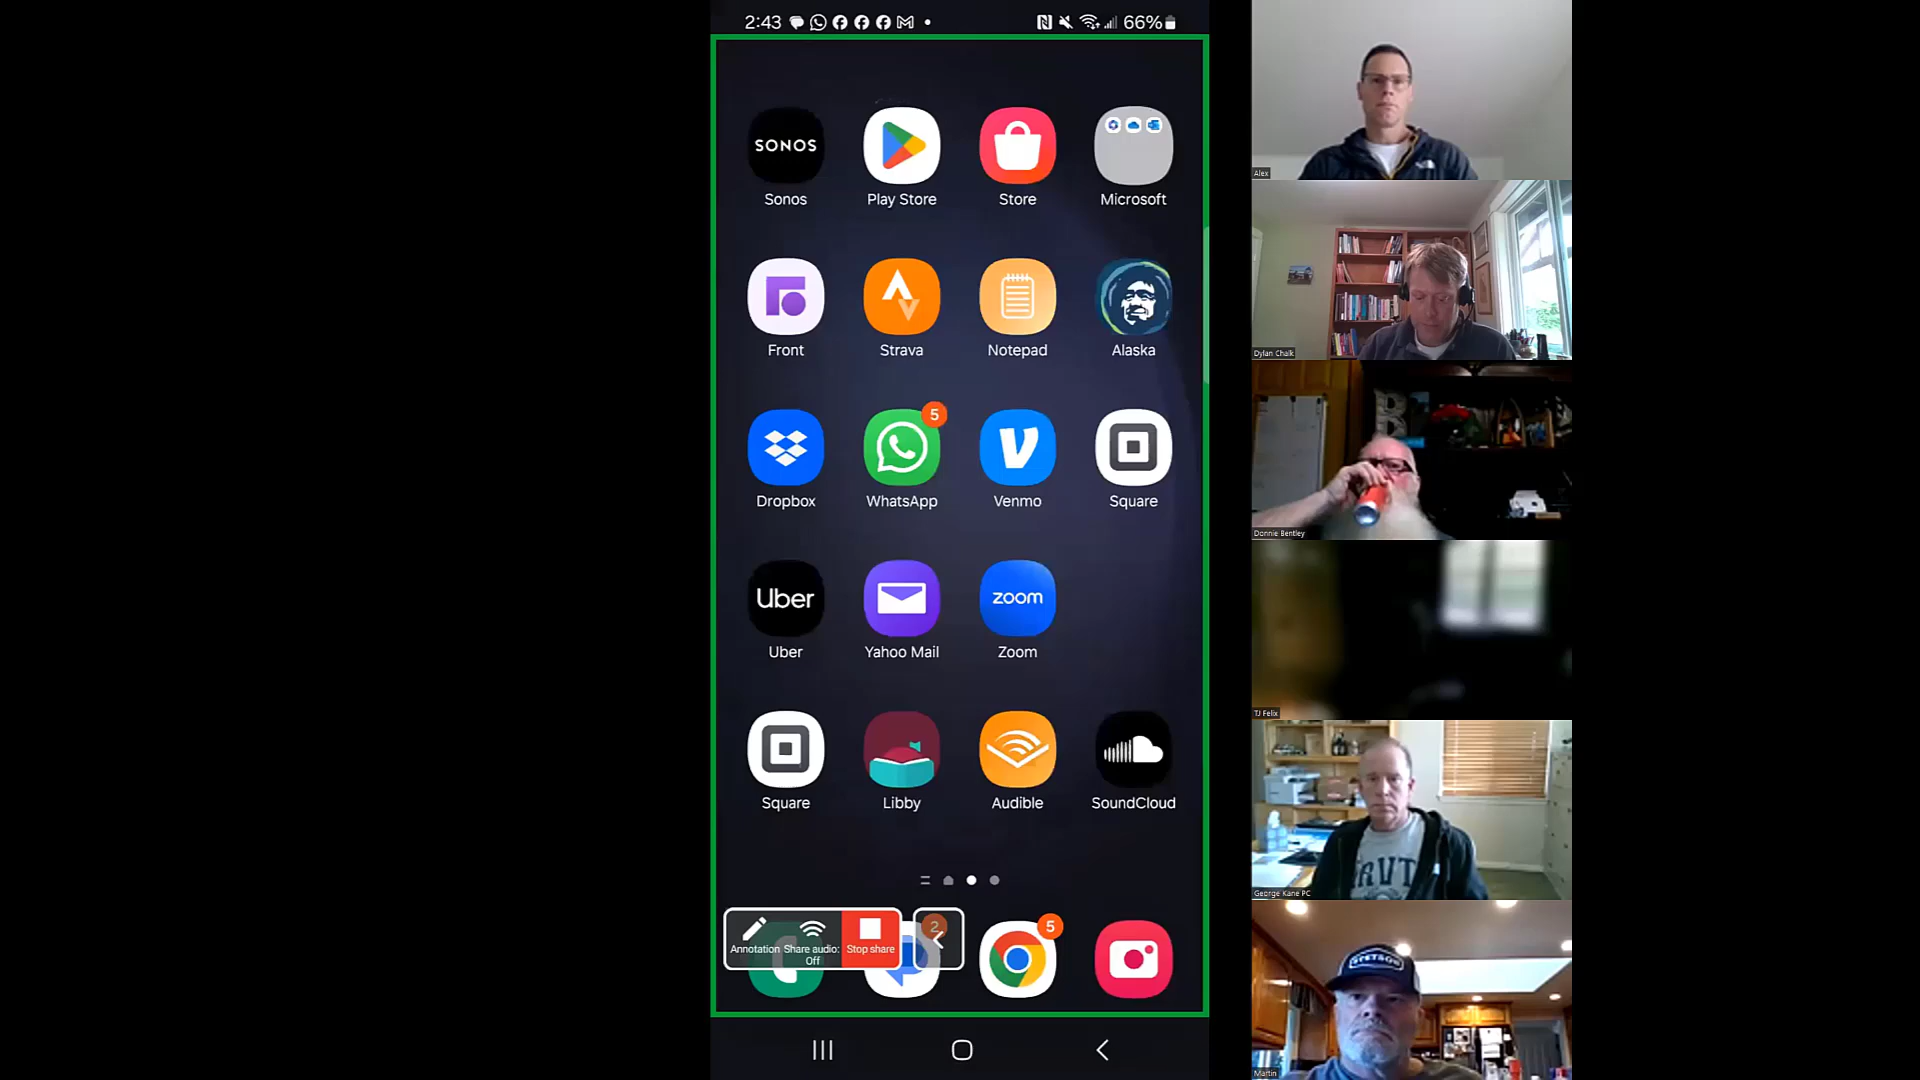 2:43
66%
SONOS
Sonos
Play Store
Store
Microsoft
Front
Strava
Notepad
Alaska
5
Dropbox
WhatsApp
Venmo
Square
Uber
zoom
Uber
Yahoo Mail
Zoom
Square
Libby
Audible
SoundCloud
Annotation
Share audio:
Off
Stop share
2
5
Alex
Dylan Chalk
Donnie Bentley
TJ Felix
George Kane PC
STETSON
Martin